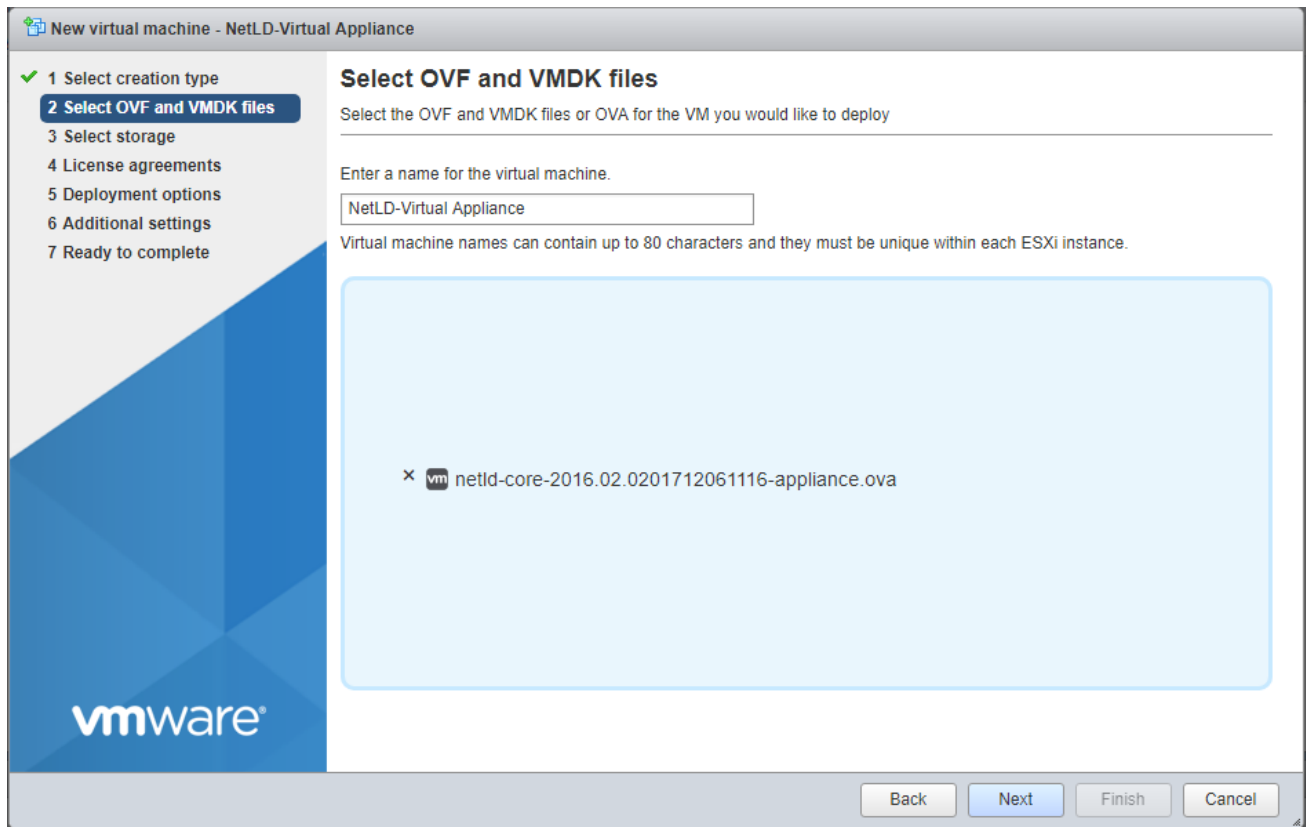 New virtual machine - NetLD-Virtual Appliance
1 Select creation type
2 Select OVF and VMDK files
3 Select storage
4 License agreements
5 Deployment options
6 Additional settings
7 Ready to complete
vmware®
Select OVF and VMDK files
Select the OVF and VMDK files or OVA for the VM you would like to deploy
Enter a name for the virtual machine.
NetLD-Virtual Appliance
Virtual machine names can contain up to 80 characters and they must be unique within each ESXi instance.
× vm netld-core-2016.02.0201712061116-appliance.ova
Back Next Finish Cancel